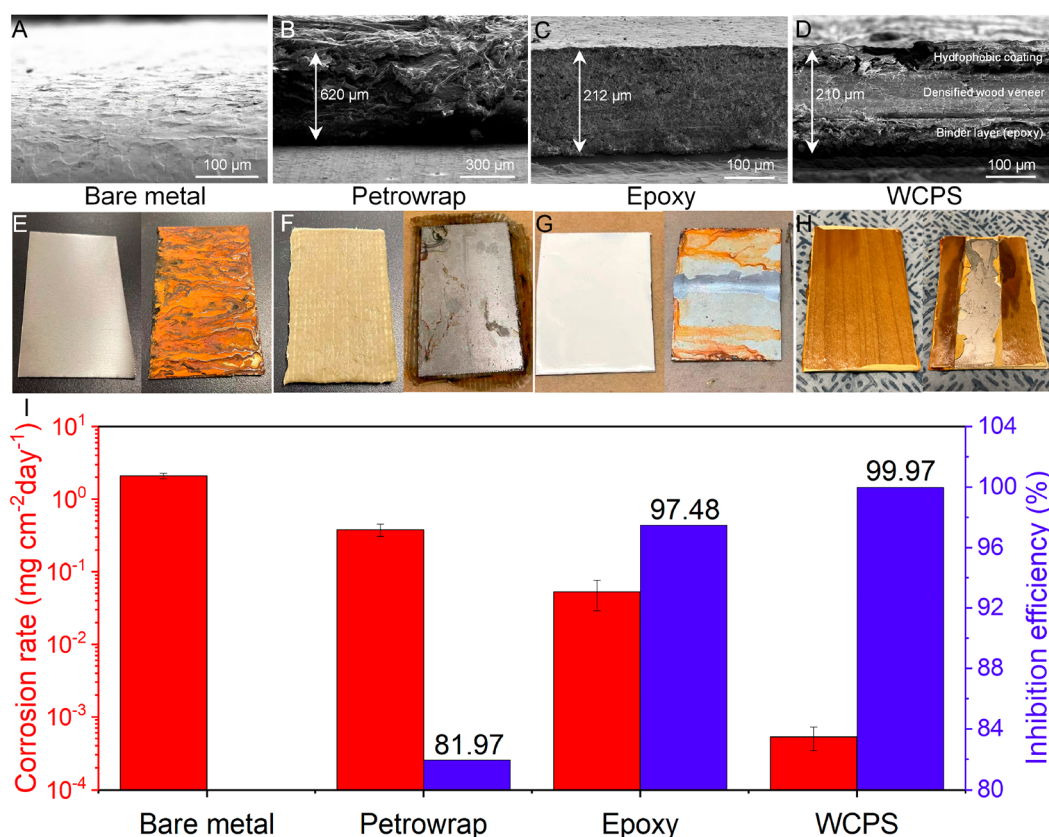 A
100 µm
Bare metal
B
620 µm
300 µm
Petrowrap
C
212 µm
100 µm
Epoxy
D
Hydfophobic coating
210 µm
Densified wood veneer
Binder layer (epoxy)
100 µm
WCPS
E
F
G
H
I
Corrosion rate (mg cm⁻²day⁻¹)
10¹
10⁰
10⁻¹
10⁻²
10⁻³
10⁻⁴
81.97
97.48
99.97
104
100
96
92
88
84
80
Inhibition efficiency (%)
Bare metal
Petrowrap
Epoxy
WCPS